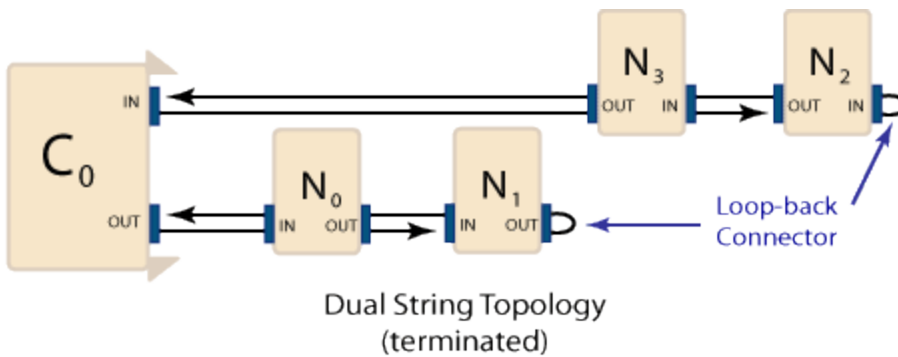 N3
N2
IN
OUT
IN
OUT
IN
C0
N0
N1
OUT
IN
OUT
IN
OUT
Loop-back
Connector
Dual String Topology
(terminated)